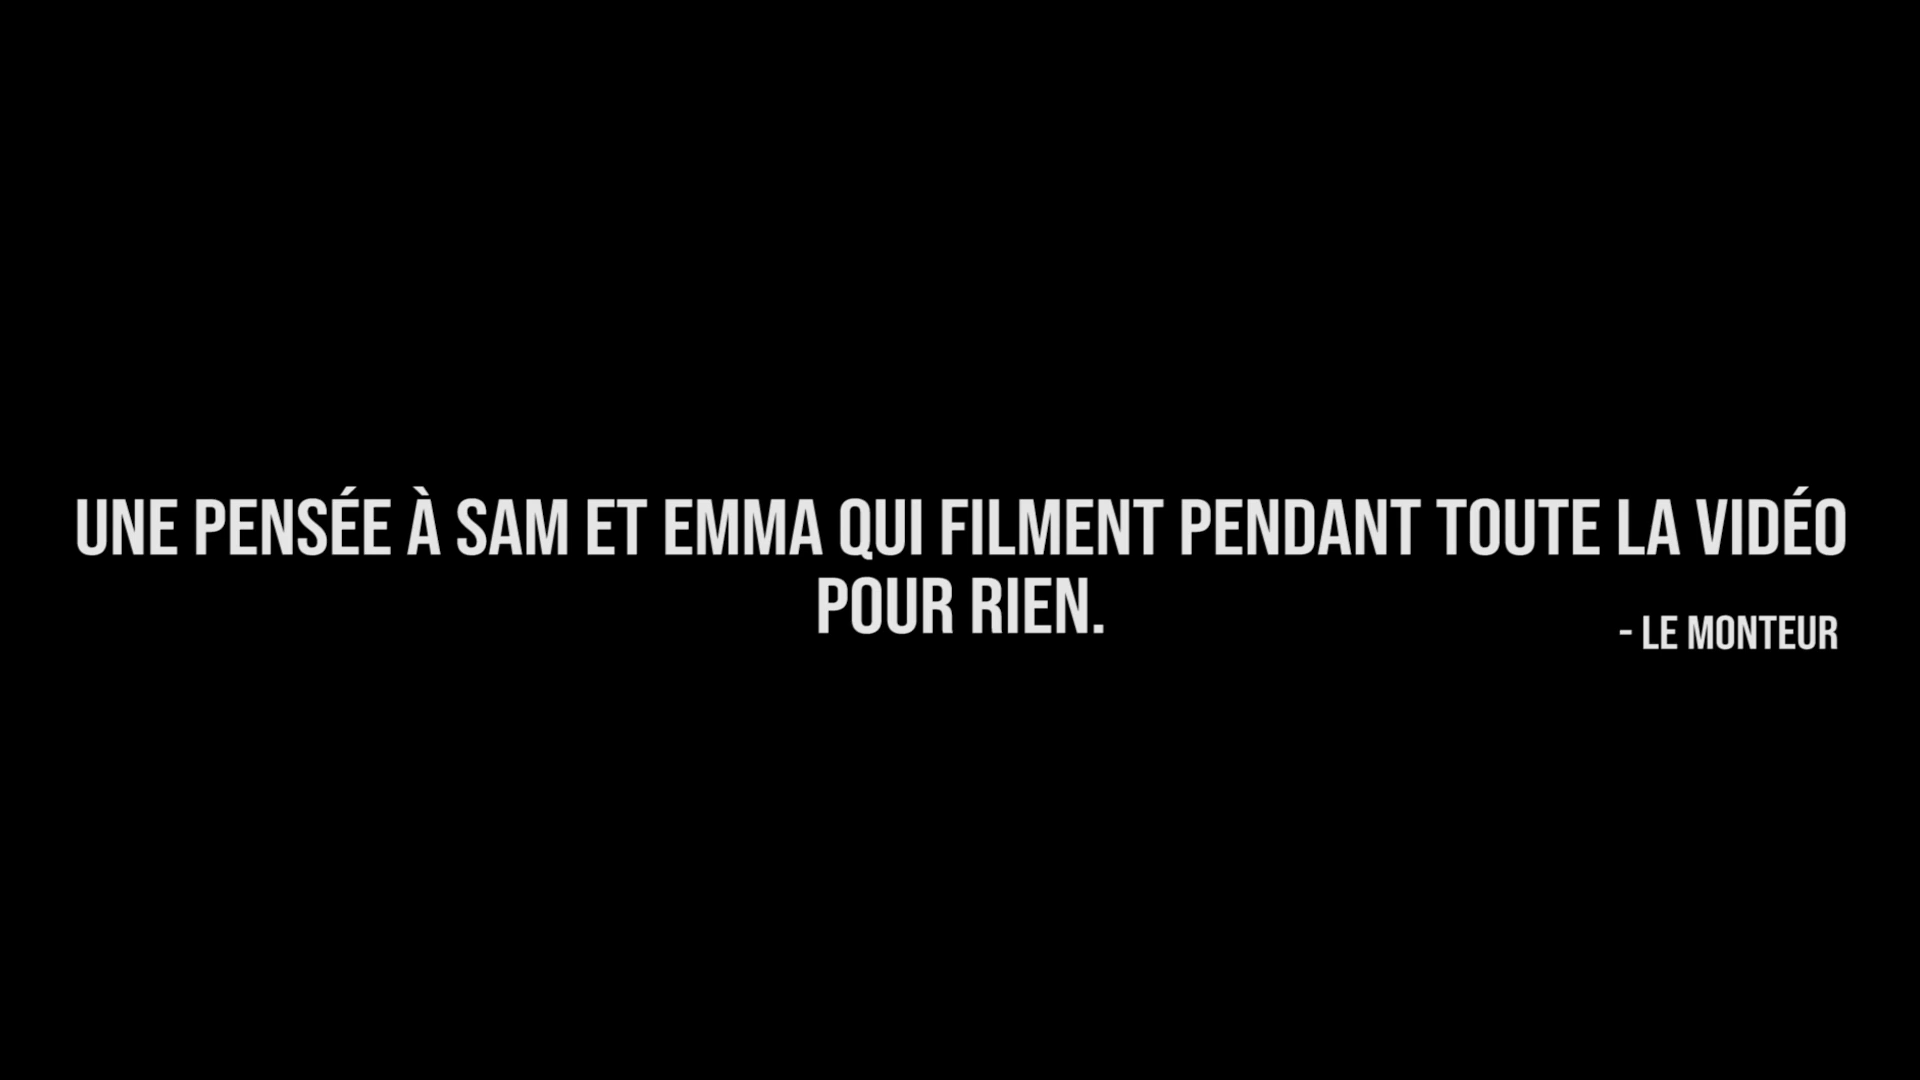 UNE PENSÉE À SAM ET EMMA QUI FILMENT PENDANT TOUTE LA VIDÉO
POUR RIEN.
- LE MONTEUR